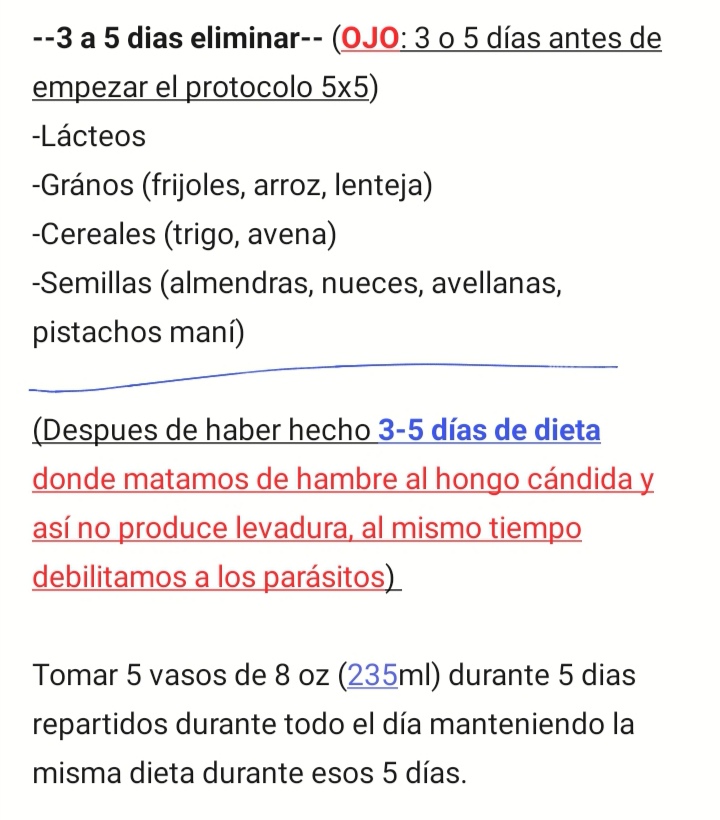 --3 a 5 dias eliminar-- (OJO: 3 o 5 días antes de
empezar el protocolo 5x5)
-Lácteos
-Grános (frijoles, arroz, lenteja)
-Cereales (trigo, avena)
-Semillas (almendras, nueces, avellanas,
pistachos maní)
(Despues de haber hecho 3-5 días de dieta
donde matamos de hambre al hongo cándida y
así no produce levadura, al mismo tiempo
debilitamos a los parásitos)
Tomar 5 vasos de 8 oz (235ml) durante 5 dias
repartidos durante todo el día manteniendo la
misma dieta durante esos 5 días.